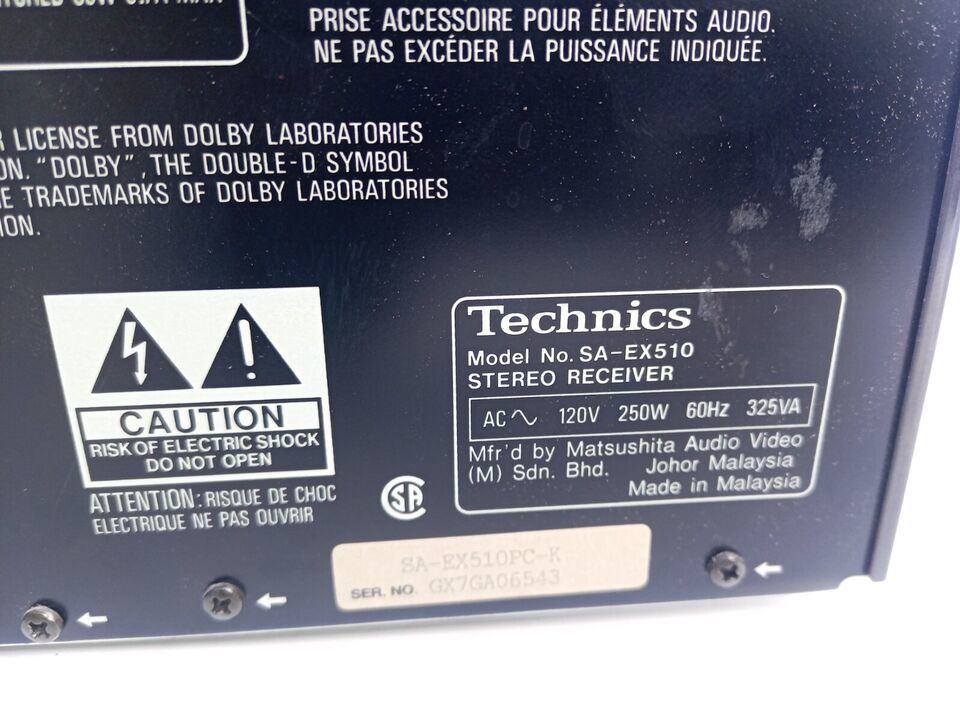 PRISE ACCESSOIRE POUR ÉLÉMENTS AUDIO.
NE PAS EXCÉDER LA PUISSANCE INDIQUÉE.
LICENSE FROM DOLBY LABORATORIES
"DOLBY", THE DOUBLE-D SYMBOL
TRADEMARKS OF DOLBY LABORATORIES
CAUTION
RISK OF ELECTRIC SHOCK
DO NOT OPEN
ATTENTION: RISQUE DE CHOC
ELECTRIQUE NE PAS OUVRIR
SA
Technics
Model No. SA-EX510
STEREO RECEIVER
AC 120V 250W 60Hz 325VA
Mfr'd by Matsushita Audio Video
(M) Sdn. Bhd. Johor Malaysia
Made in Malaysia
SA-EX510PC-K
SER. NO. GX7GA06543